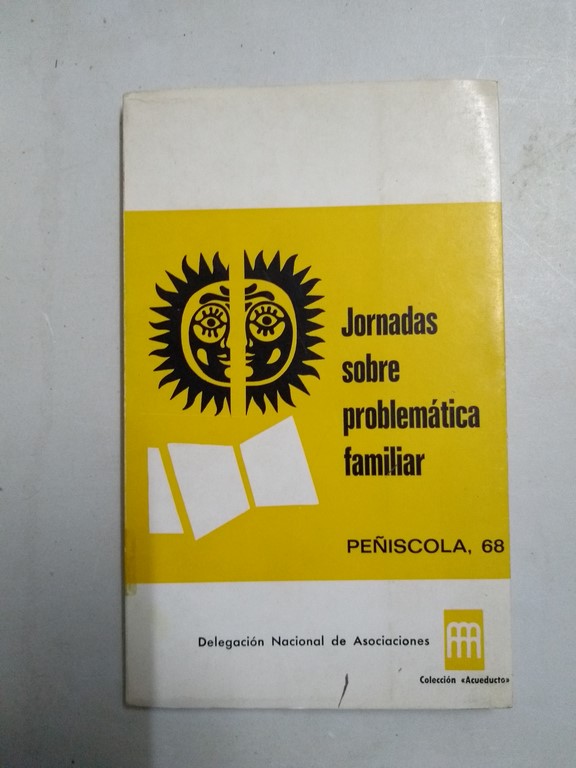 Jornadas
sobre
problemática
familiar
PEÑISCOLA, 68
Delegación Nacional de Asociaciones
Colección «Acueducto»